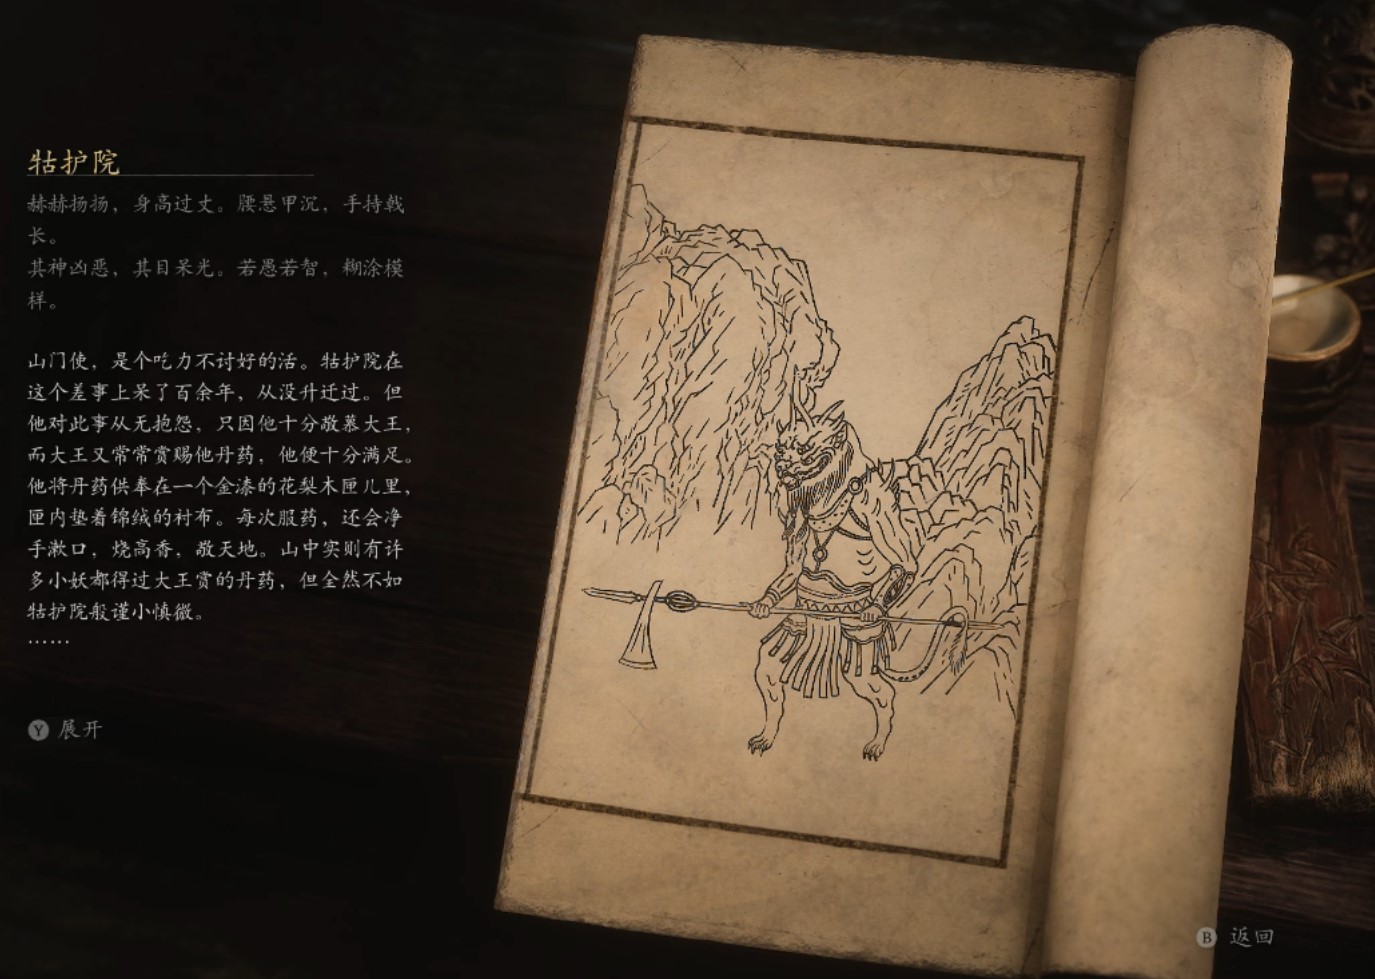 牯护院
赫赫扬扬，身高过丈。腰悬甲沉，手持戟
长。
其神凶恶，其目呆光。若愚若智，糊涂模
样。
山门使，是个吃力不讨好的活。牯护院在
这个差事上呆了百余年，从没升迁过。但
他对此事从无抱怨，只因他十分敬慕大王，
而大王又常常赏赐他丹药，他便十分满足。
他将丹药供奉在一个金漆的花梨木匣儿里，
匣内垫着锦绒的衬布。每次服药，还会净
手漱口，烧高香，敬天地。山中实则有许
多小妖都得过大王赏的丹药，但全然不如
牯护院般谨小慎微。
……
Y 展开
B 返回